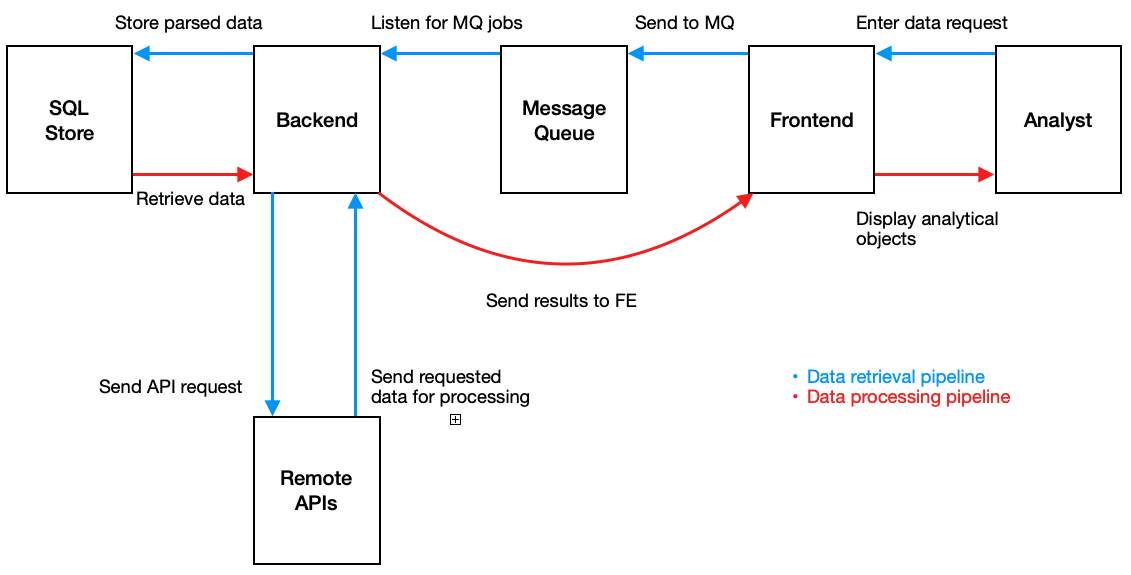 Store parsed data
Listen for MQ jobs
Send to MQ
Enter data request
SQL
Store
Backend
Message
Queue
Frontend
Analyst
Retrieve data
Display analytical
objects
Send results to FE
Send API request
Send requested
data for processing
• Data retrieval pipeline
• Data processing pipeline
Remote
APIs